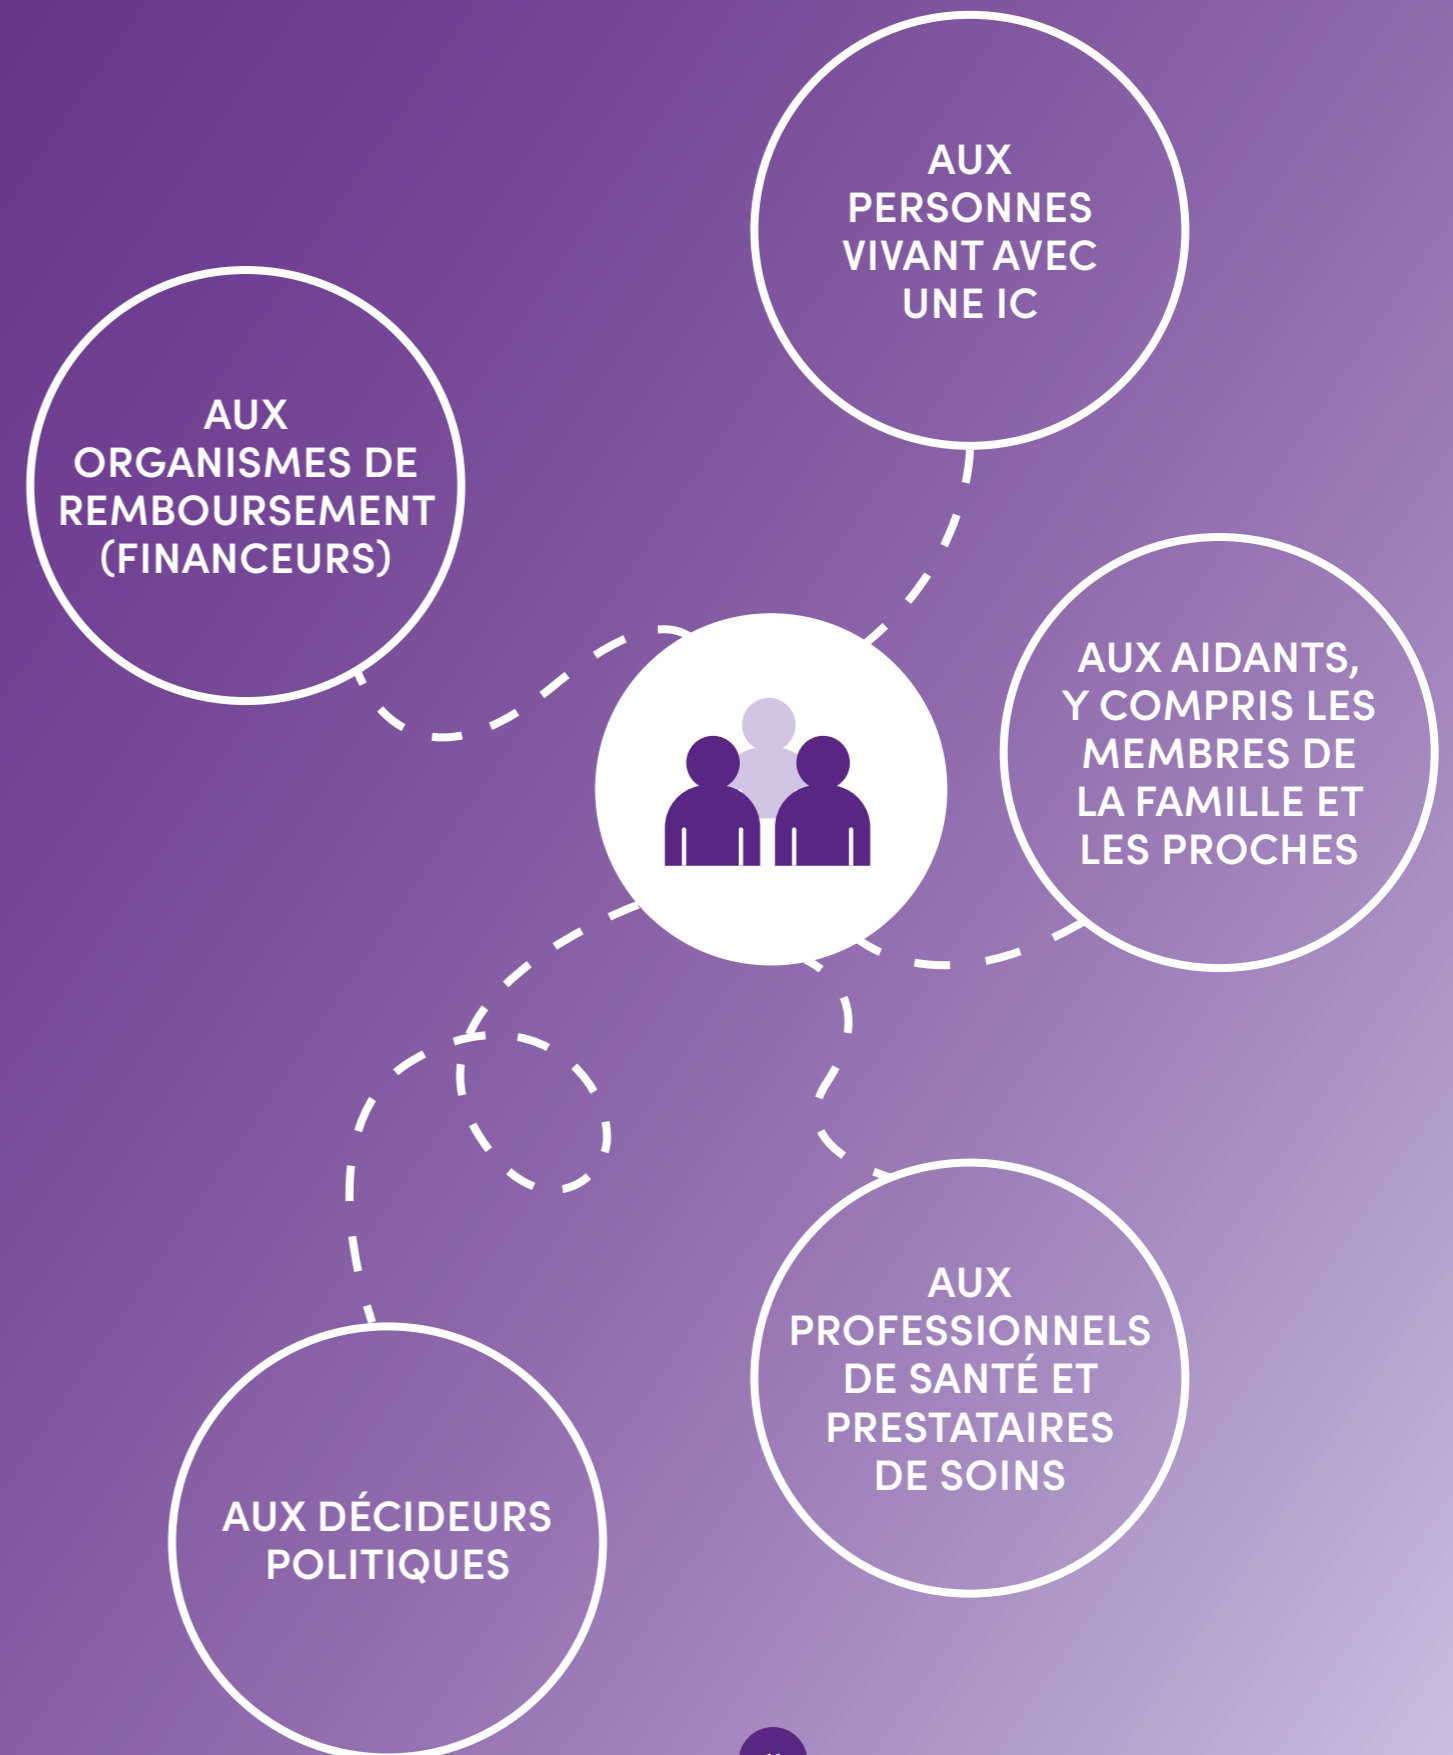 AUX
PERSONNES
VIVANT AVEC
UNE IC
AUX
ORGANISMES DE
REMBOURSEMENT
(FINANCEURS)
AUX AIDANTS,
Y COMPRIS LES
MEMBRES DE
LA FAMILLE ET
LES PROCHES
AUX
PROFESSIONNELS
DE SANTÉ ET
PRESTATAIRES
DE SOINS
AUX DÉCIDEURS
POLITIQUES